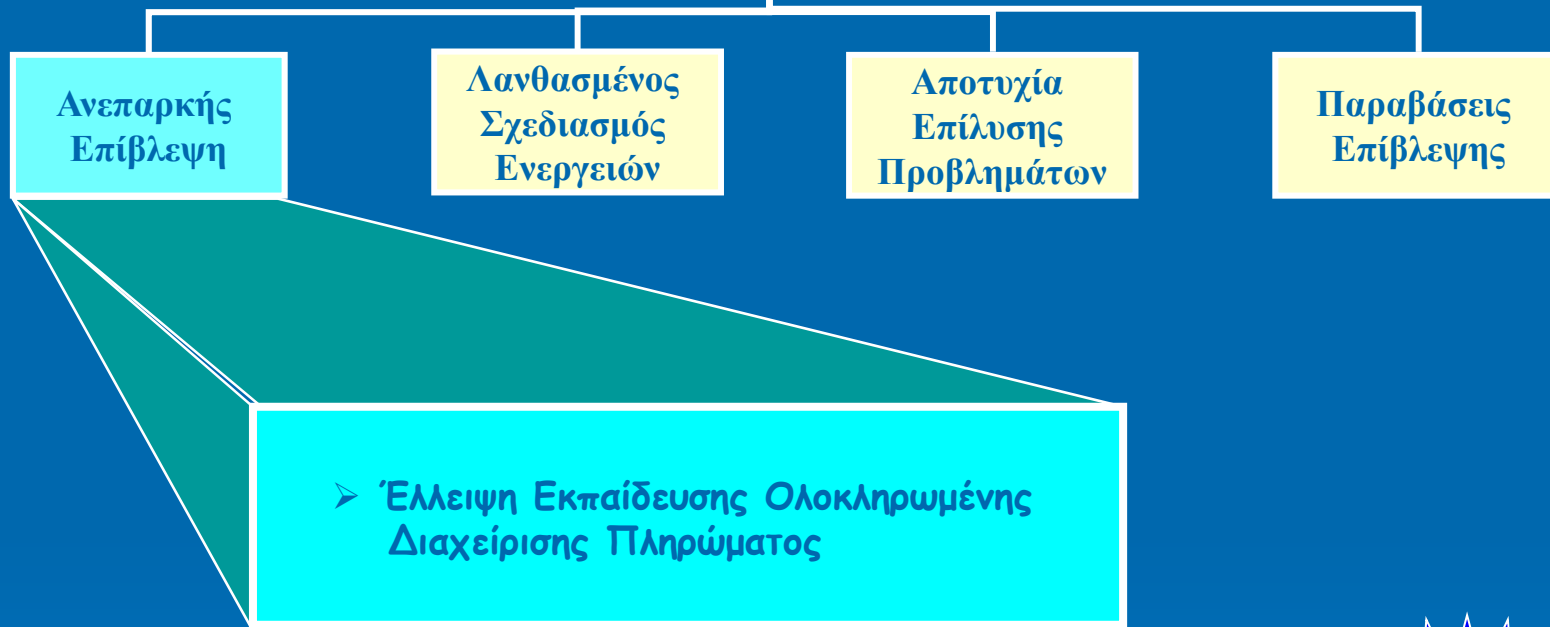 Ανεπαρκής
Επίβλεψη
Λανθασμένος
Σχεδιασμός
Ενεργειών
Αποτυχία
Επίλυσης
Προβλημάτων
Παραβάσεις
Επίβλεψης
➢ Έλλειψη Εκπαίδευσης Ολοκληρωμένης
Διαχείρισης Πληρώματος